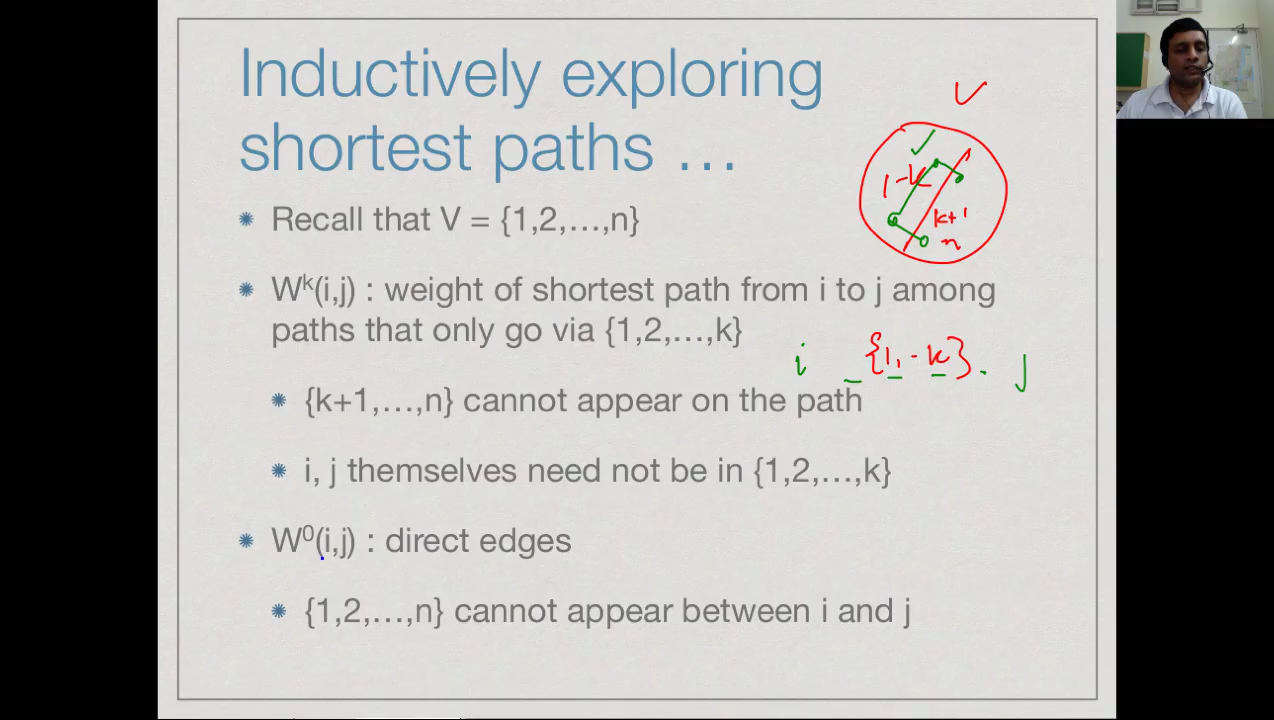 Inductively exploring
shortest paths …
Recall that V = {1,2,…,n}
Wᵏ(i,j) : weight of shortest path from i to j among
paths that only go via {1,2,…,k}
{k+1,…,n} cannot appear on the path
i, j themselves need not be in {1,2,…,k}
W⁰(i,j) : direct edges
{1,2,…,n} cannot appear between i and j
V
1-k
k+1
n
i {1, - k} j